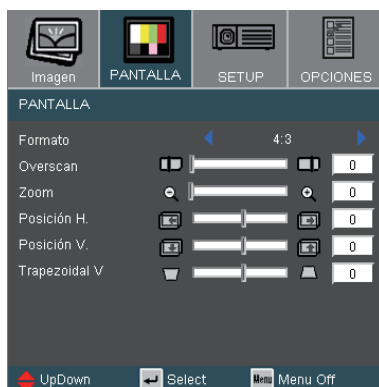 Imagen PANTALLA SETUP OPCIONES
PANTALLA
Formato 4:3
Overscan 0
Zoom 0
Posición H. 0
Posición V. 0
Trapezoidal V 0
UpDown Select Menu Menu Off